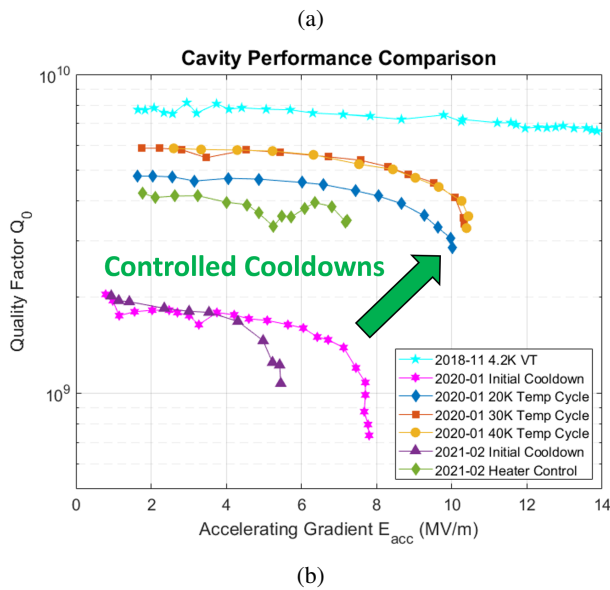 (a)
Cavity Performance Comparison
10^10
10^9
Quality Factor Q_0
Controlled Cooldowns
2018-11 4.2K VT
2020-01 Initial Cooldown
2020-01 20K Temp Cycle
2020-01 30K Temp Cycle
2020-01 40K Temp Cycle
2021-02 Initial Cooldown
2021-02 Heater Control
0 2 4 6 8 10 12 14
Accelerating Gradient E_acc (MV/m)
(b)